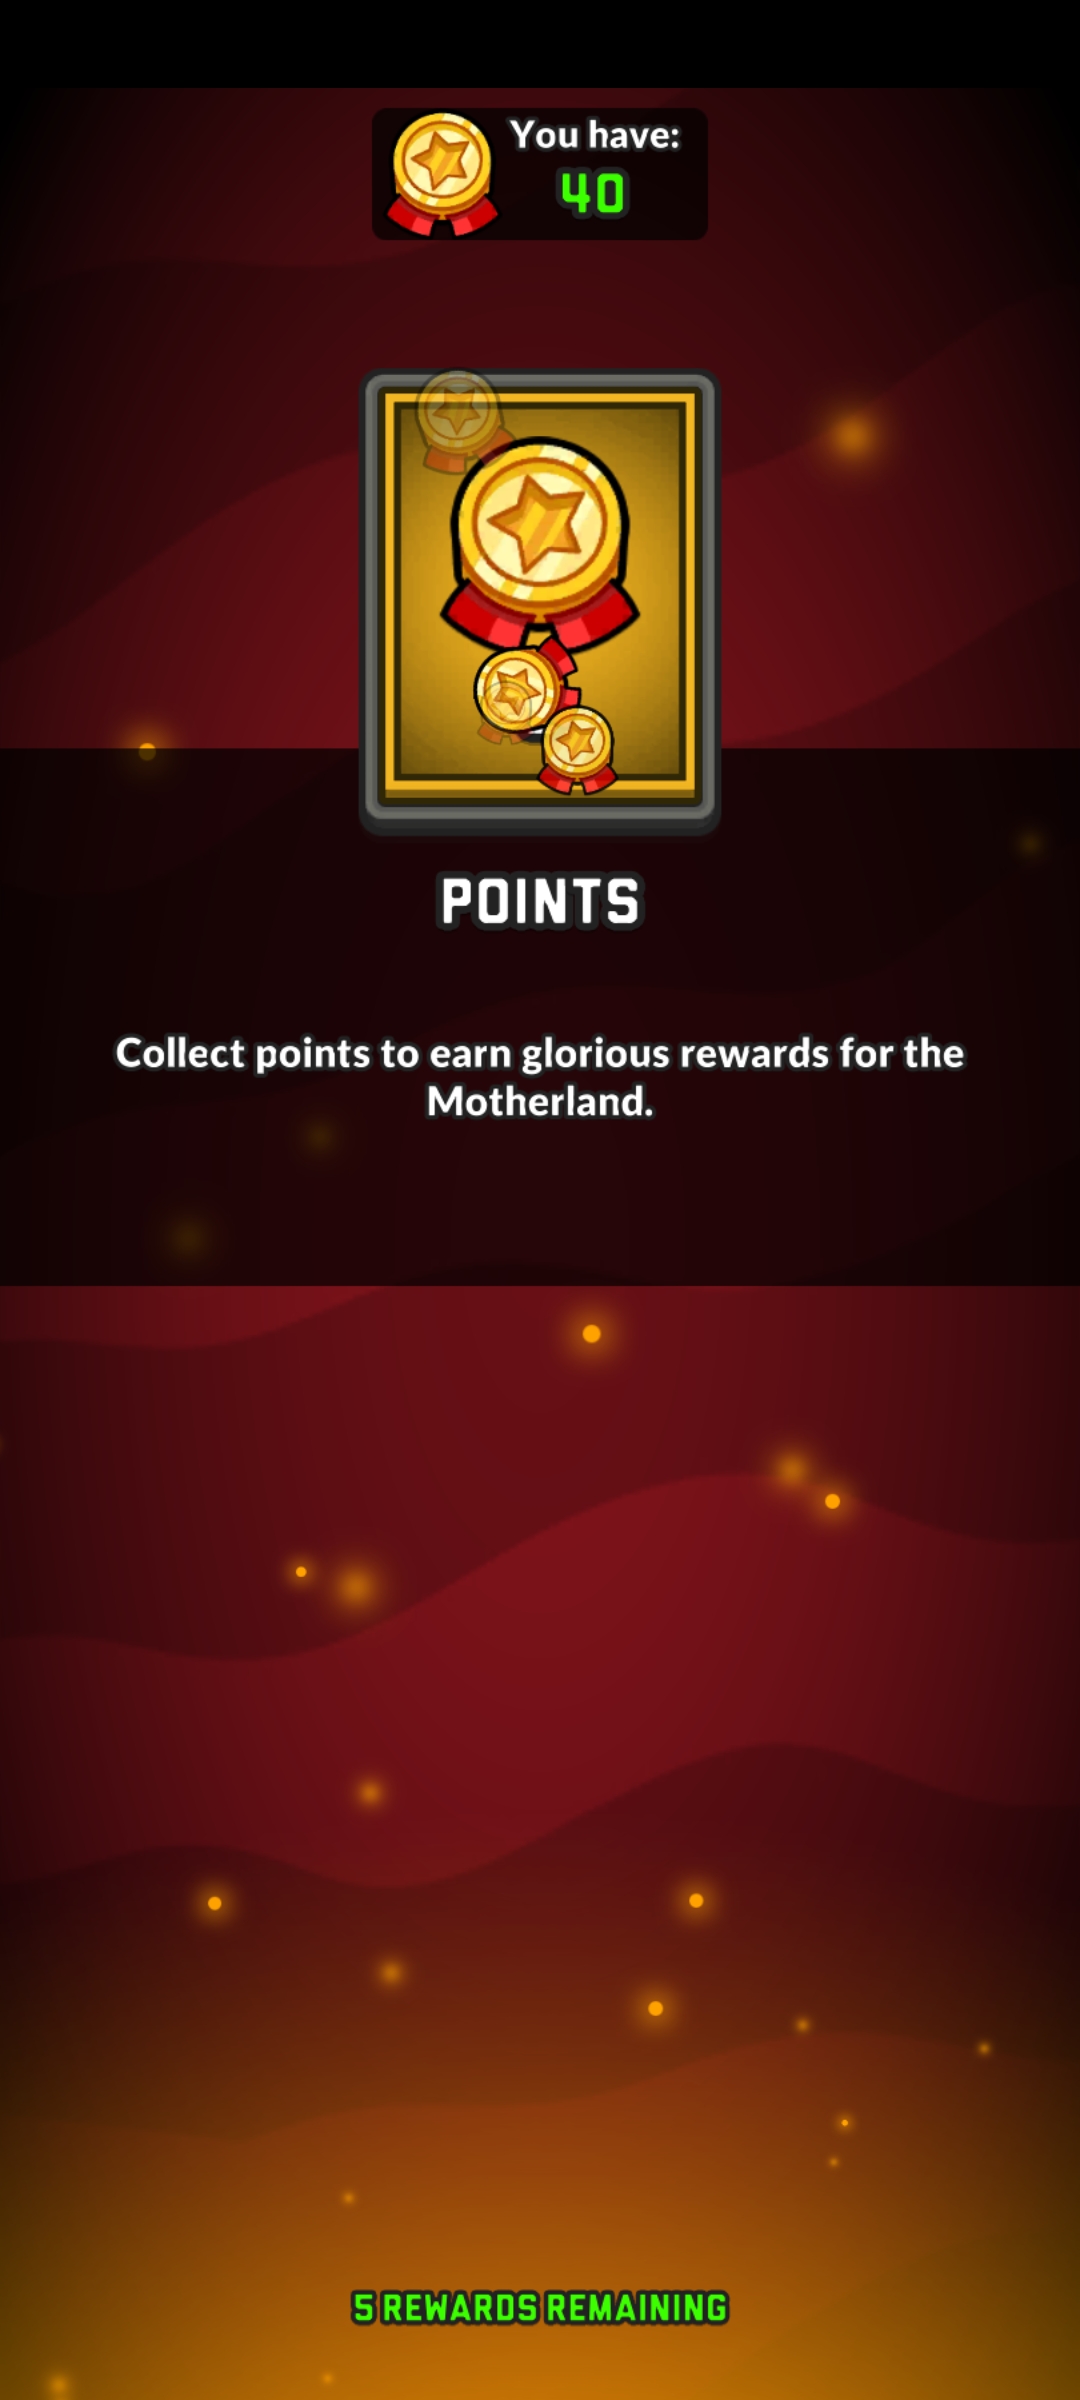 You have:
40
POINTS
Collect points to earn glorious rewards for the
Motherland.
5 REWARDS REMAINING